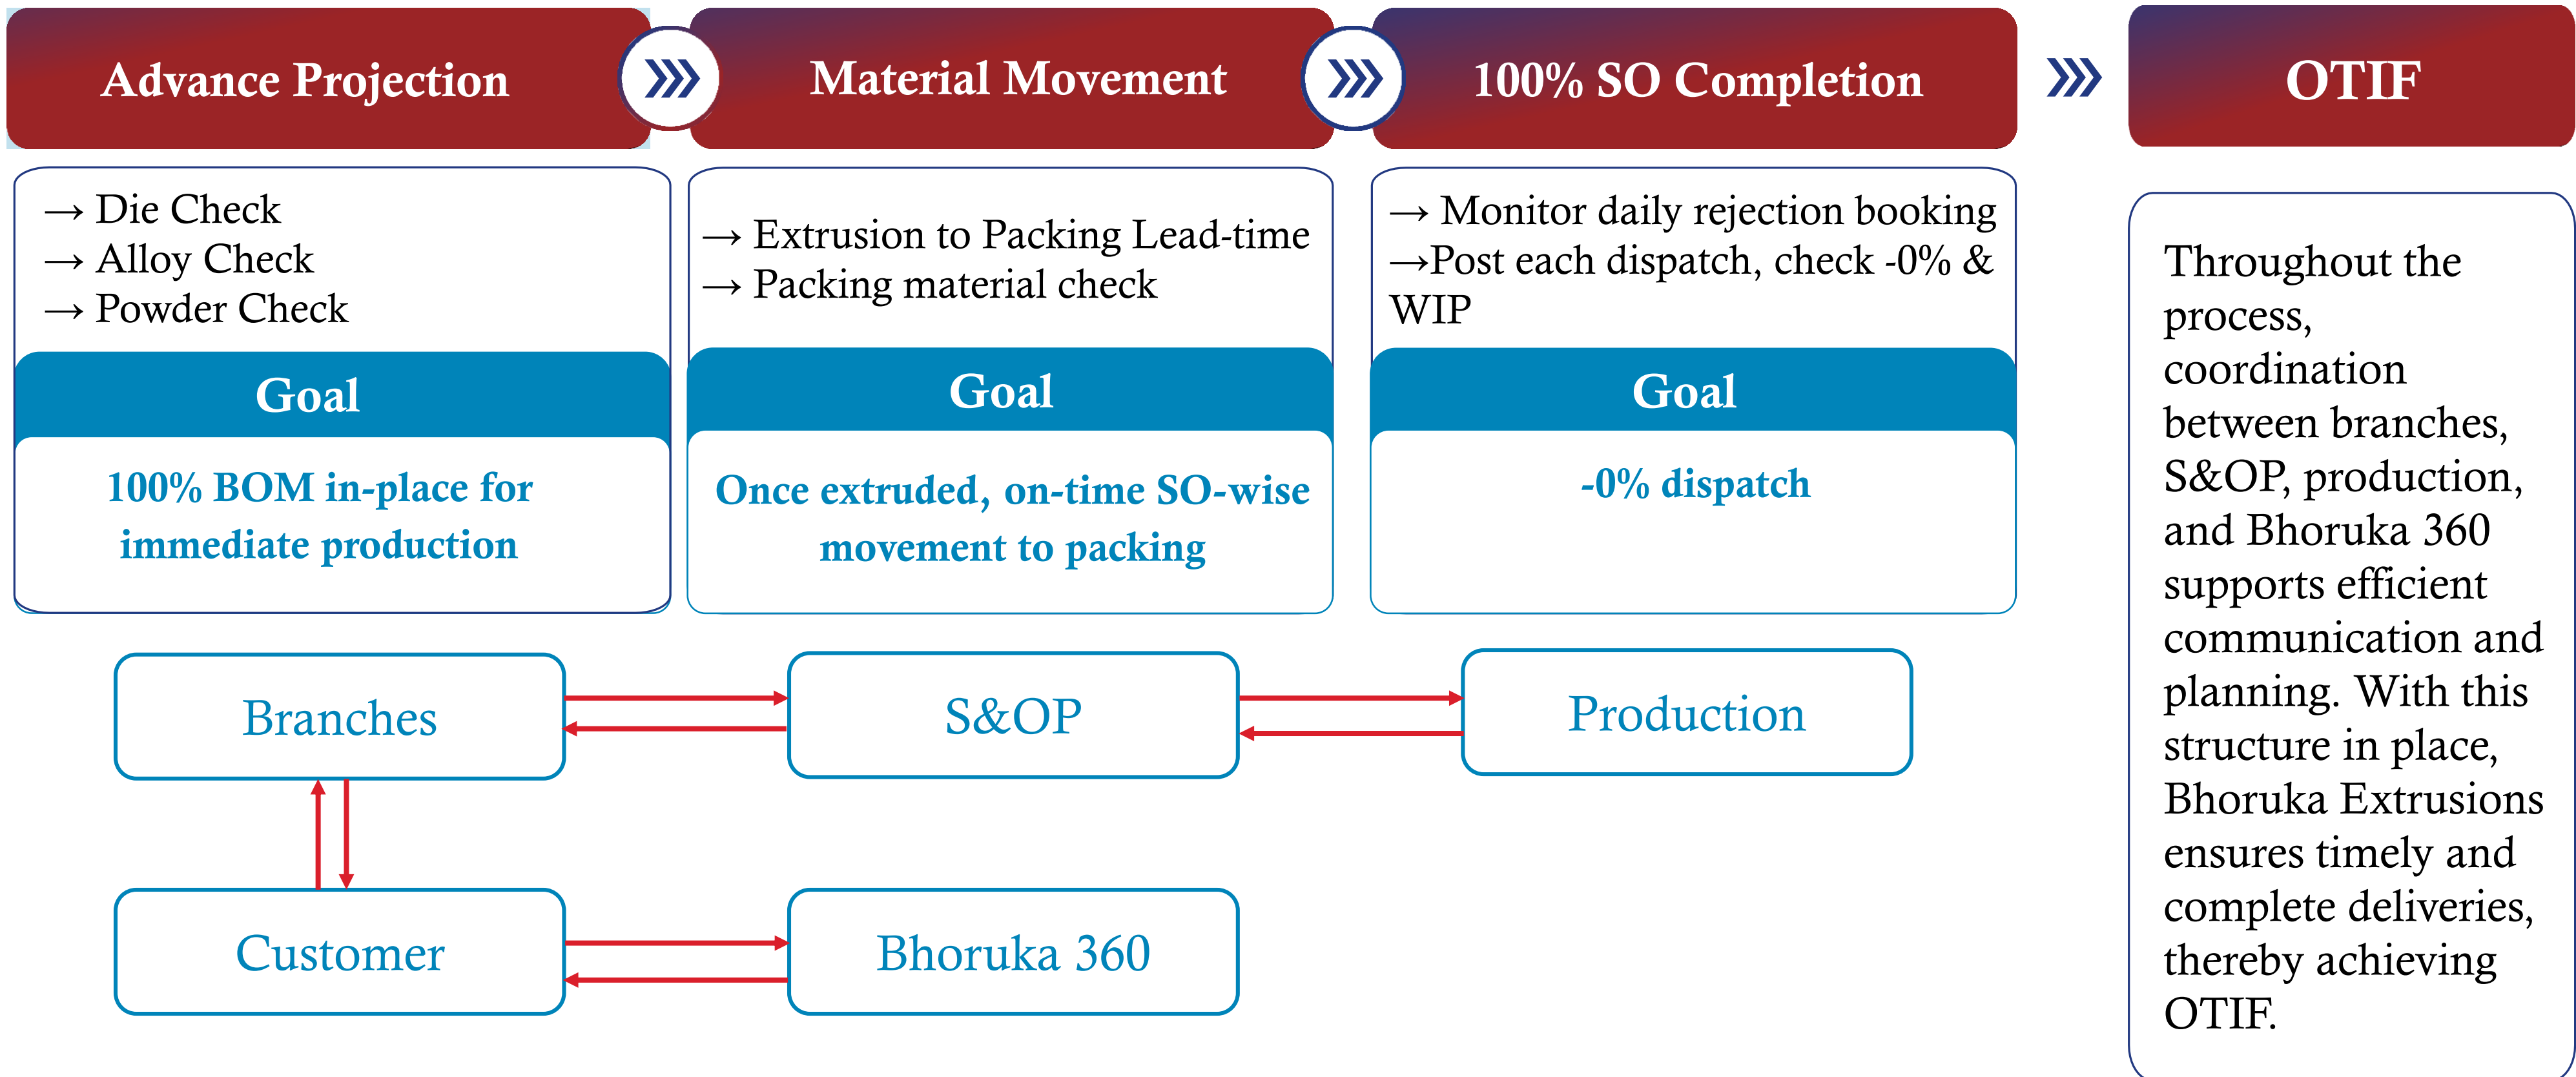 Advance Projection
Material Movement
100% SO Completion
OTIF
→ Die Check
→ Alloy Check
→ Powder Check
Goal
100% BOM in-place for
immediate production
→ Extrusion to Packing Lead-time
→ Packing material check
Goal
Once extruded, on-time SO-wise
movement to packing
→ Monitor daily rejection booking
→Post each dispatch, check -0% &
WIP
Goal
-0% dispatch
Throughout the
process,
coordination
between branches,
S&OP, production,
and Bhoruka 360
supports efficient
communication and
planning. With this
structure in place,
Bhoruka Extrusions
ensures timely and
complete deliveries,
thereby achieving
OTIF.
Branches
S&OP
Production
Customer
Bhoruka 360